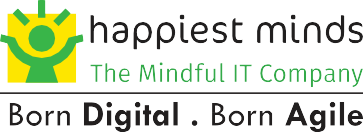 happiest minds
The Mindful IT Company
Born Digital . Born Agile